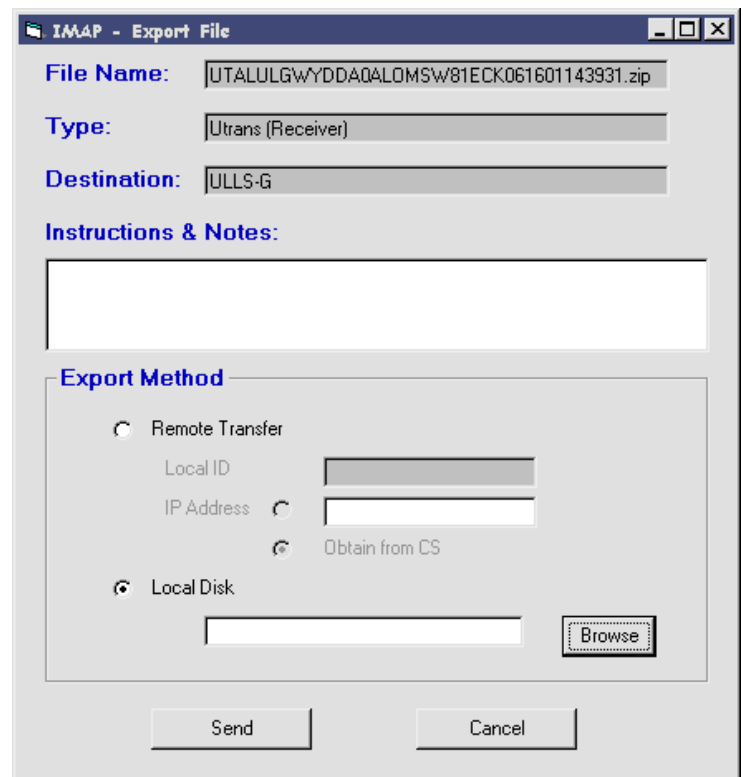 IMAP - Export File
File Name: UTALULGWYDDA0ALOMSW81ECK061601143931.zip
Type: Utrans (Receiver)
Destination: ULLS-G
Instructions & Notes:
Export Method
Remote Transfer
Local ID
IP Address
Obtain from CS
Local Disk
Browse
Send Cancel